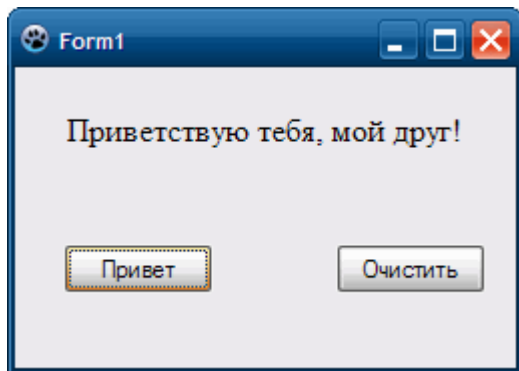 Form1
Приветствую тебя, мой друг!
Привет
Очистить